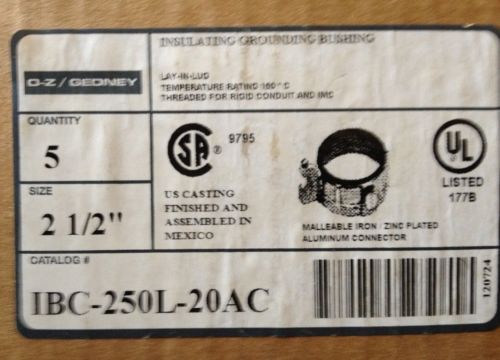 INSULATING GROUNDING BUSHING
O-Z / GEDNEY
LAY-IN-LUG
TEMPERATURE RATING 150° C
THREADED FOR RIGID CONDUIT AND IMC
QUANTITY
5
SIZE
2 1/2"
SA ® 9795
US CASTING
FINISHED AND
ASSEMBLED IN
MEXICO
MALLEABLE IRON / ZINC PLATED
ALUMINUM CONNECTOR
UL
LISTED
177B
CATALOG #
IBC-250L-20AC
120724